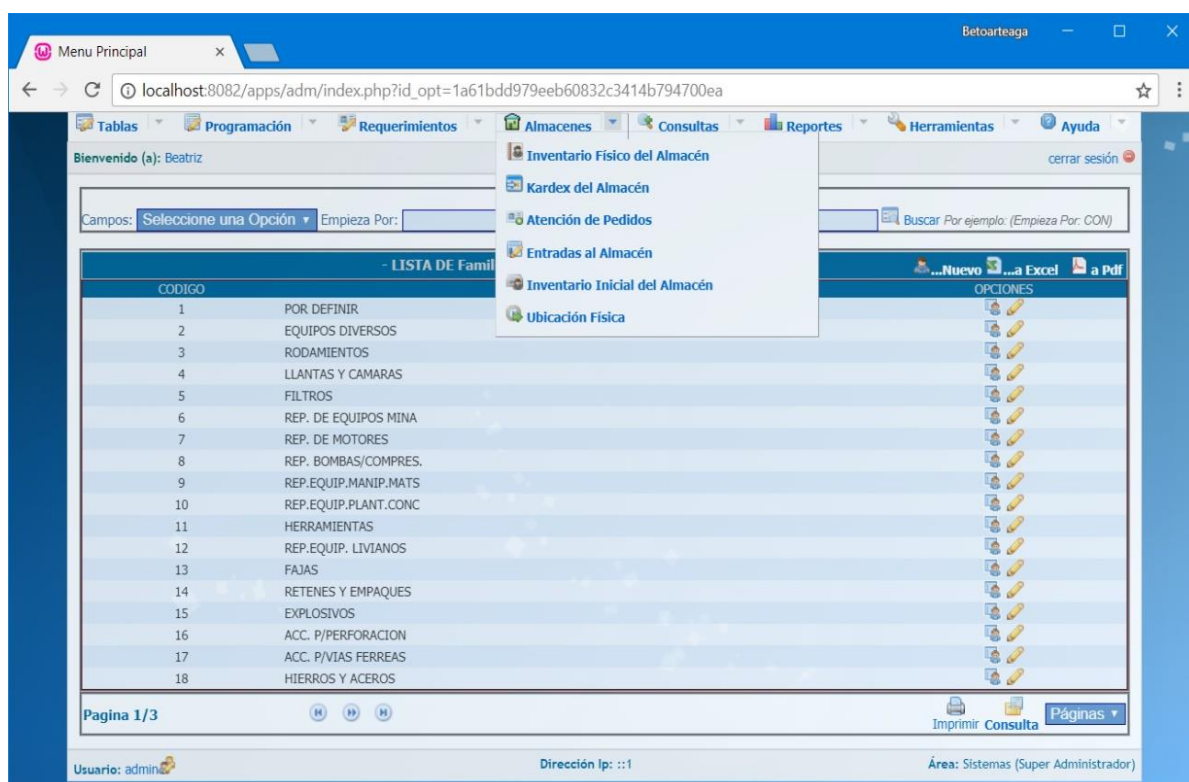 Betoarteaga
Menu Principal
localhost:8082/apps/adm/index.php?id_opt=1a61bdd979eeb60832c3414b794700ea
Tablas Programación Requerimientos Almacenes Consultas Reportes Herramientas Ayuda
Bienvenido (a): Beatriz cerrar sesión
Inventario Físico del Almacén
Kardex del Almacén
Atención de Pedidos
Entradas al Almacén
Inventario Inicial del Almacén
Ubicación Física
Campos: Seleccione una Opción Empieza Por: Buscar Por ejemplo: (Empieza Por: CON)
- LISTA DE Famil ...Nuevo ...a Excel a Pdf
CODIGO OPCIONES
1 POR DEFINIR
2 EQUIPOS DIVERSOS
3 RODAMIENTOS
4 LLANTAS Y CAMARAS
5 FILTROS
6 REP. DE EQUIPOS MINA
7 REP. DE MOTORES
8 REP. BOMBAS/COMPRES.
9 REP.EQUIP.MANIP.MATS
10 REP.EQUIP.PLANT.CONC
11 HERRAMIENTAS
12 REP.EQUIP. LIVIANOS
13 FAJAS
14 RETENES Y EMPAQUES
15 EXPLOSIVOS
16 ACC. P/PERFORACION
17 ACC. P/VIAS FERREAS
18 HIERROS Y ACEROS
Pagina 1/3 Imprimir Consulta Páginas
Usuario: admin Dirección Ip: ::1 Área: Sistemas (Super Administrador)